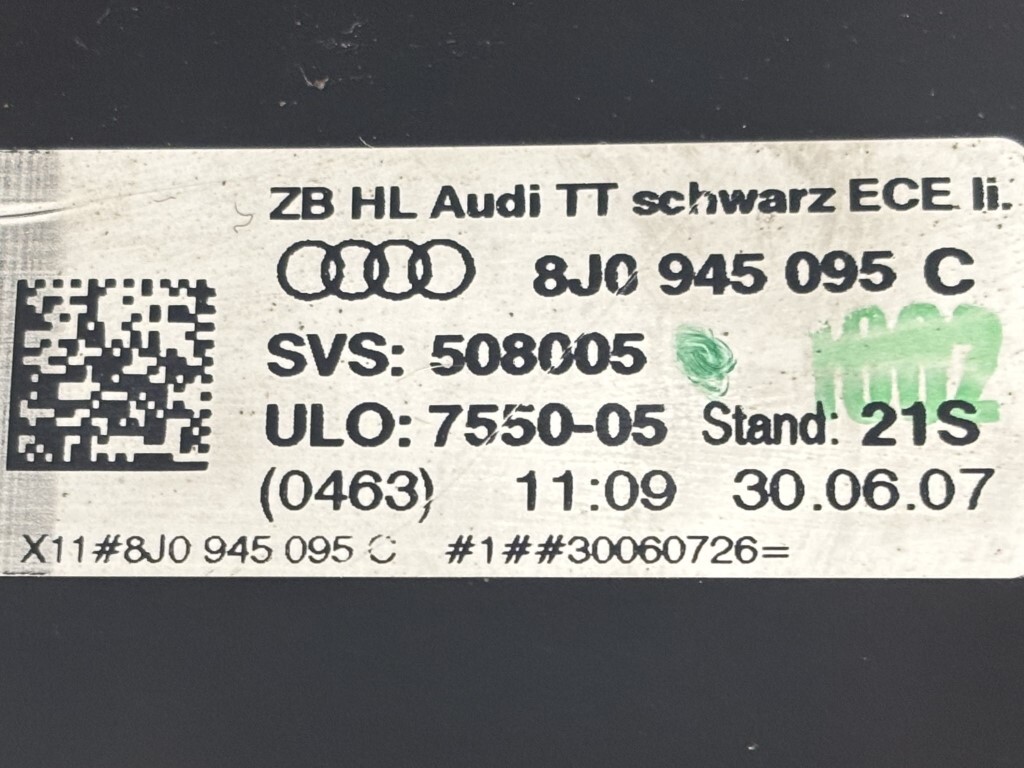 ZB HL Audi TT schwarz ECE li.
8J0 945 095 C
SVS: 508005
1002
ULO: 7550-05 Stand: 21S
(0463) 11:09 30.06.07
X11#8J0 945 095 C #1##30060726=